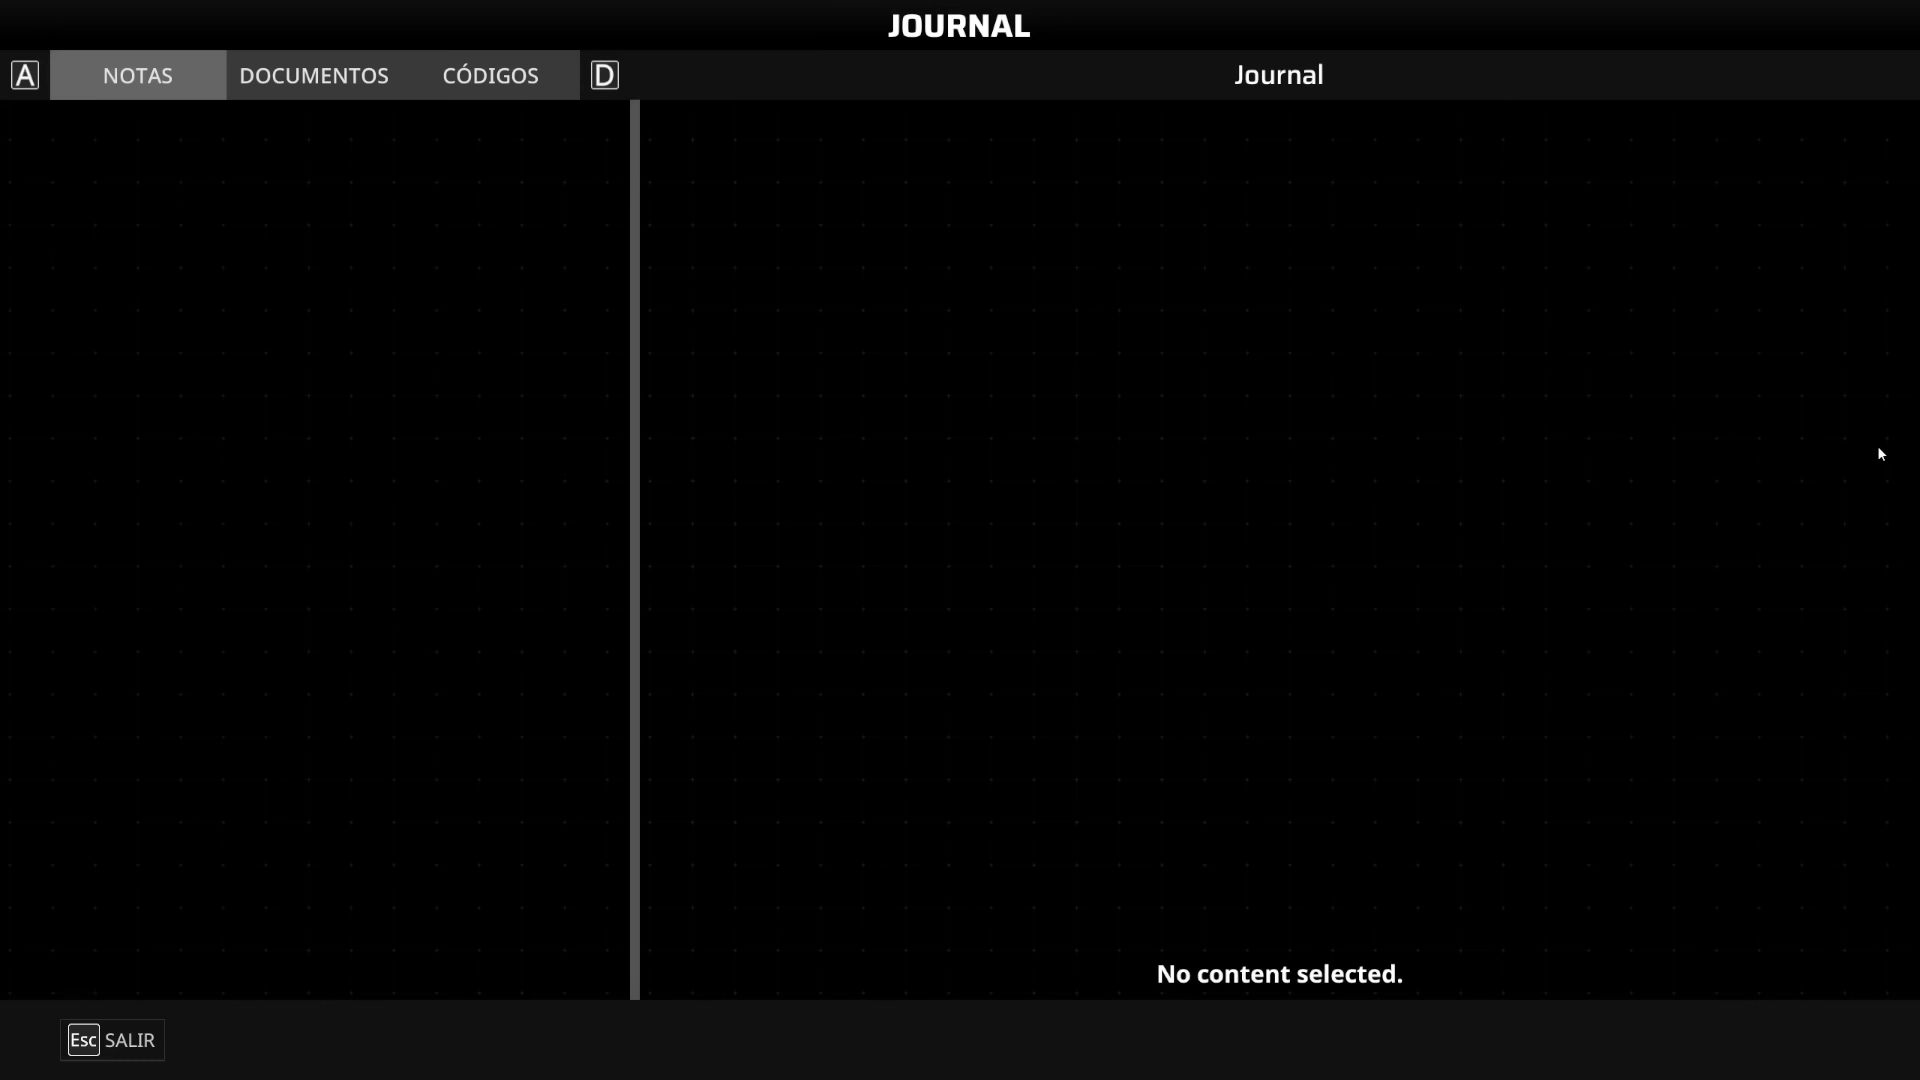 JOURNAL
A NOTAS DOCUMENTOS CÓDIGOS D Journal
No content selected.
Esc SALIR